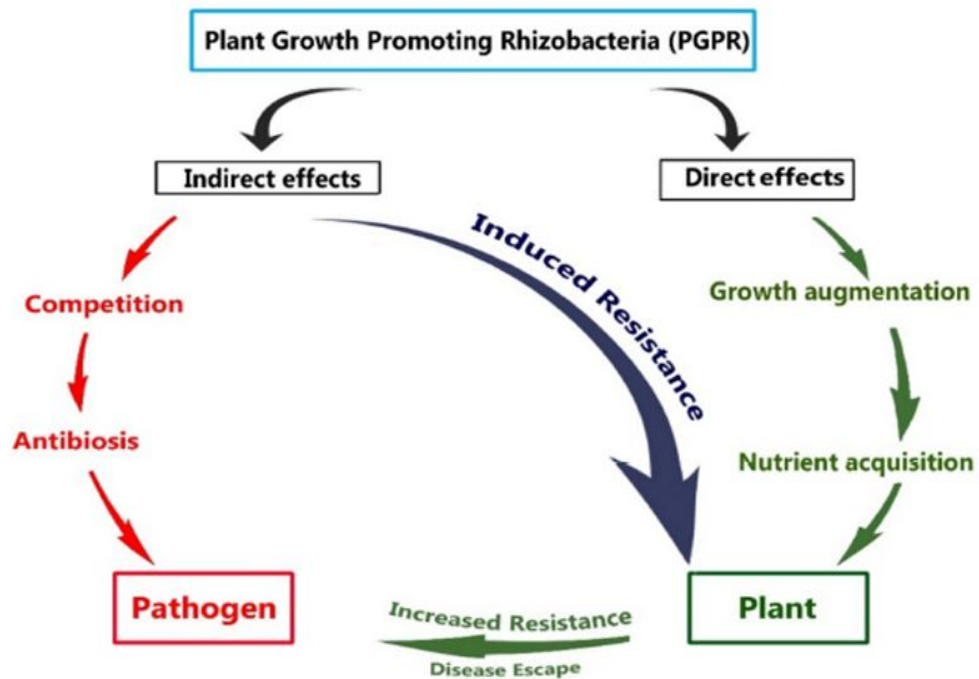 Plant Growth Promoting Rhizobacteria (PGPR)
Indirect effects
Direct effects
Induced Resistance
Competition
Growth augmentation
Antibiosis
Nutrient acquisition
Pathogen
Increased Resistance
Disease Escape
Plant